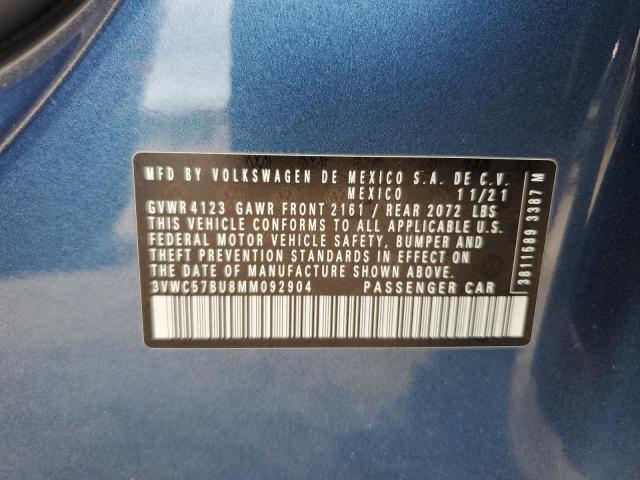 MFD BY VOLKSWAGEN DE MEXICO S.A. DE C.V.
MEXICO 11/21
GVWR 4123 GAWR FRONT 2161 / REAR 2072 LBS
THIS VEHICLE CONFORMS TO ALL APPLICABLE U.S.
FEDERAL MOTOR VEHICLE SAFETY, BUMPER AND
THEFT PREVENTION STANDARDS IN EFFECT ON
THE DATE OF MANUFACTURE SHOWN ABOVE.
3VWC57BU8MM092904 PASSENGER CAR
3811589 3387 M